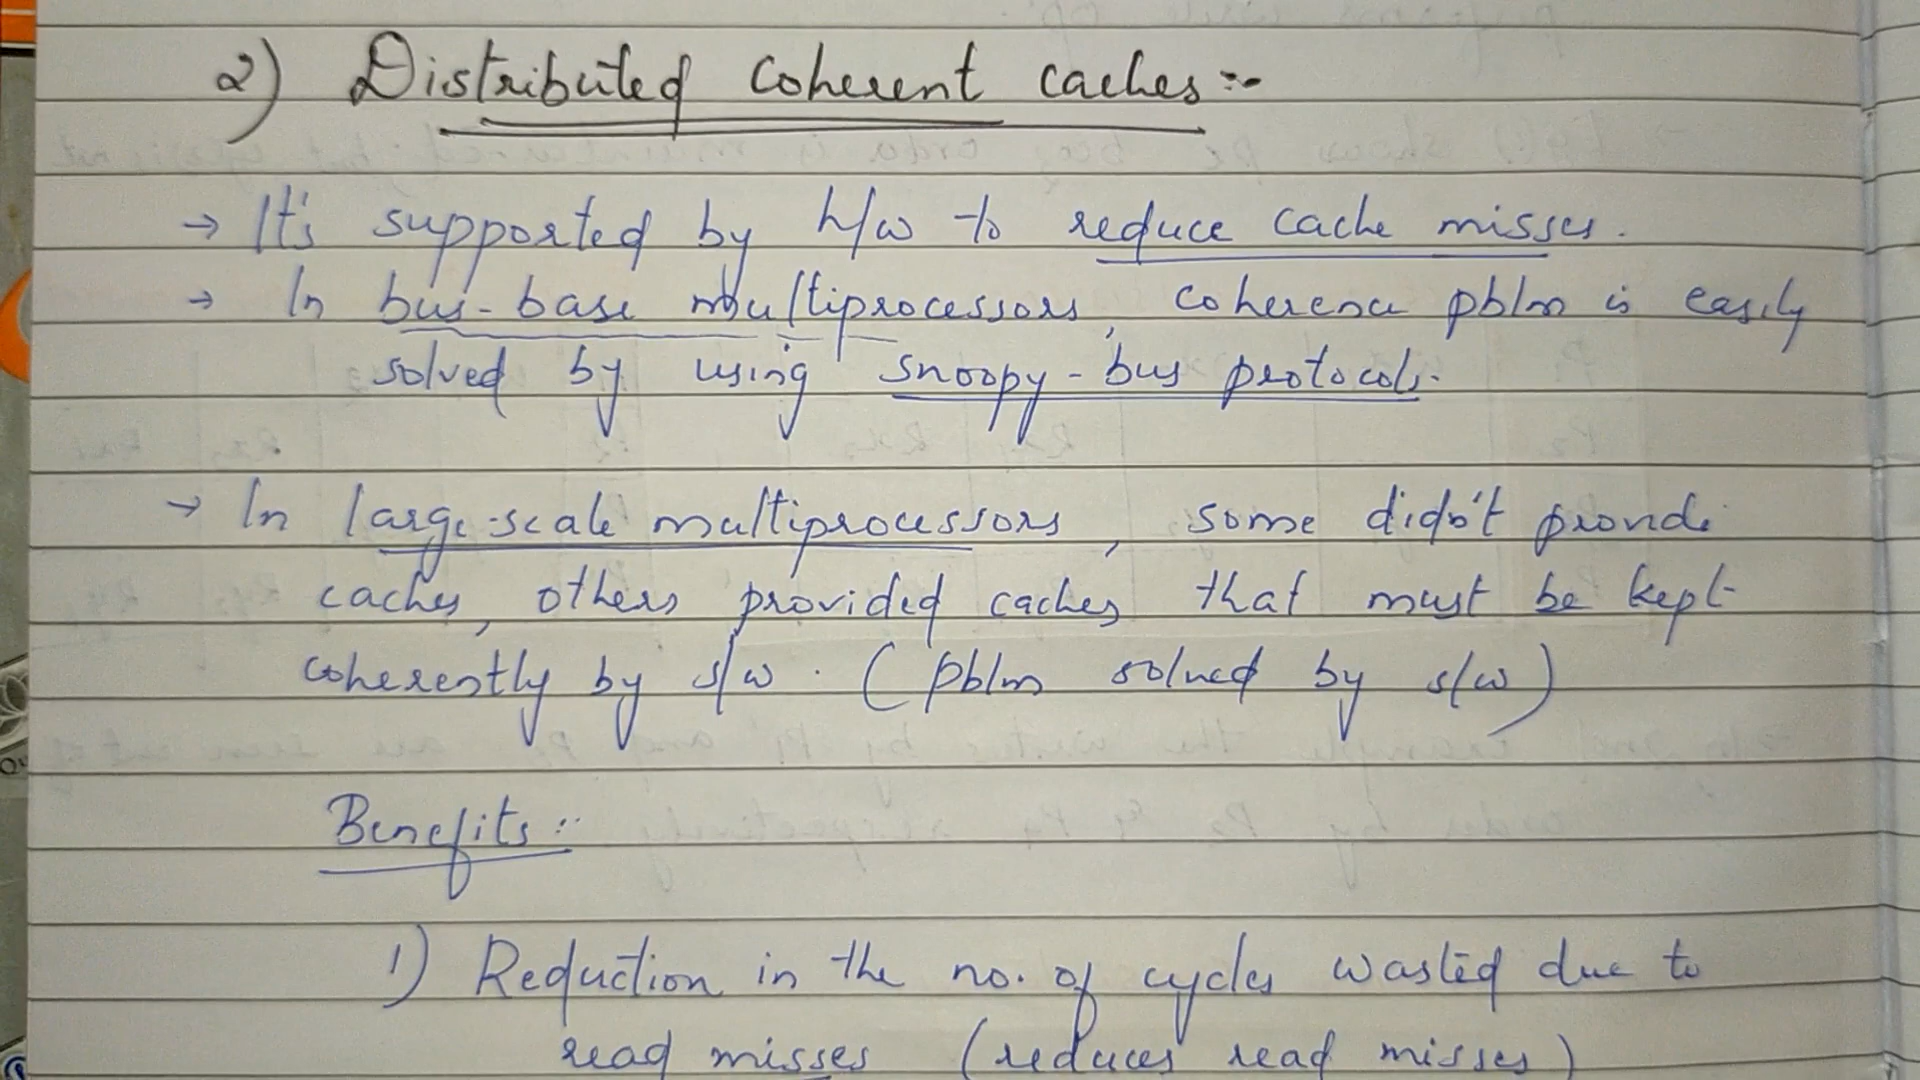 2) Distributed Coherent caches:-
→ It's supported by h/w to reduce cache misses.
→ In bus-base multiprocessors, coherence pblm is easily
solved by using snoopy-bus protocols.
→ In large-scale multiprocessors, some didn't provide
caches, others provided caches that must be kept
coherently by s/w. (pblm solved by s/w)
Benefits:-
1) Reduction in the no. of cycles wasted due to
read misses (reduces read misses)